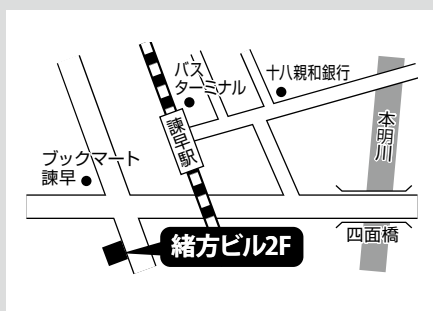 バス
ターミナル
十八親和銀行
諫早駅
本明川
ブックマート
諫早
四面橋
緒方ビル2F